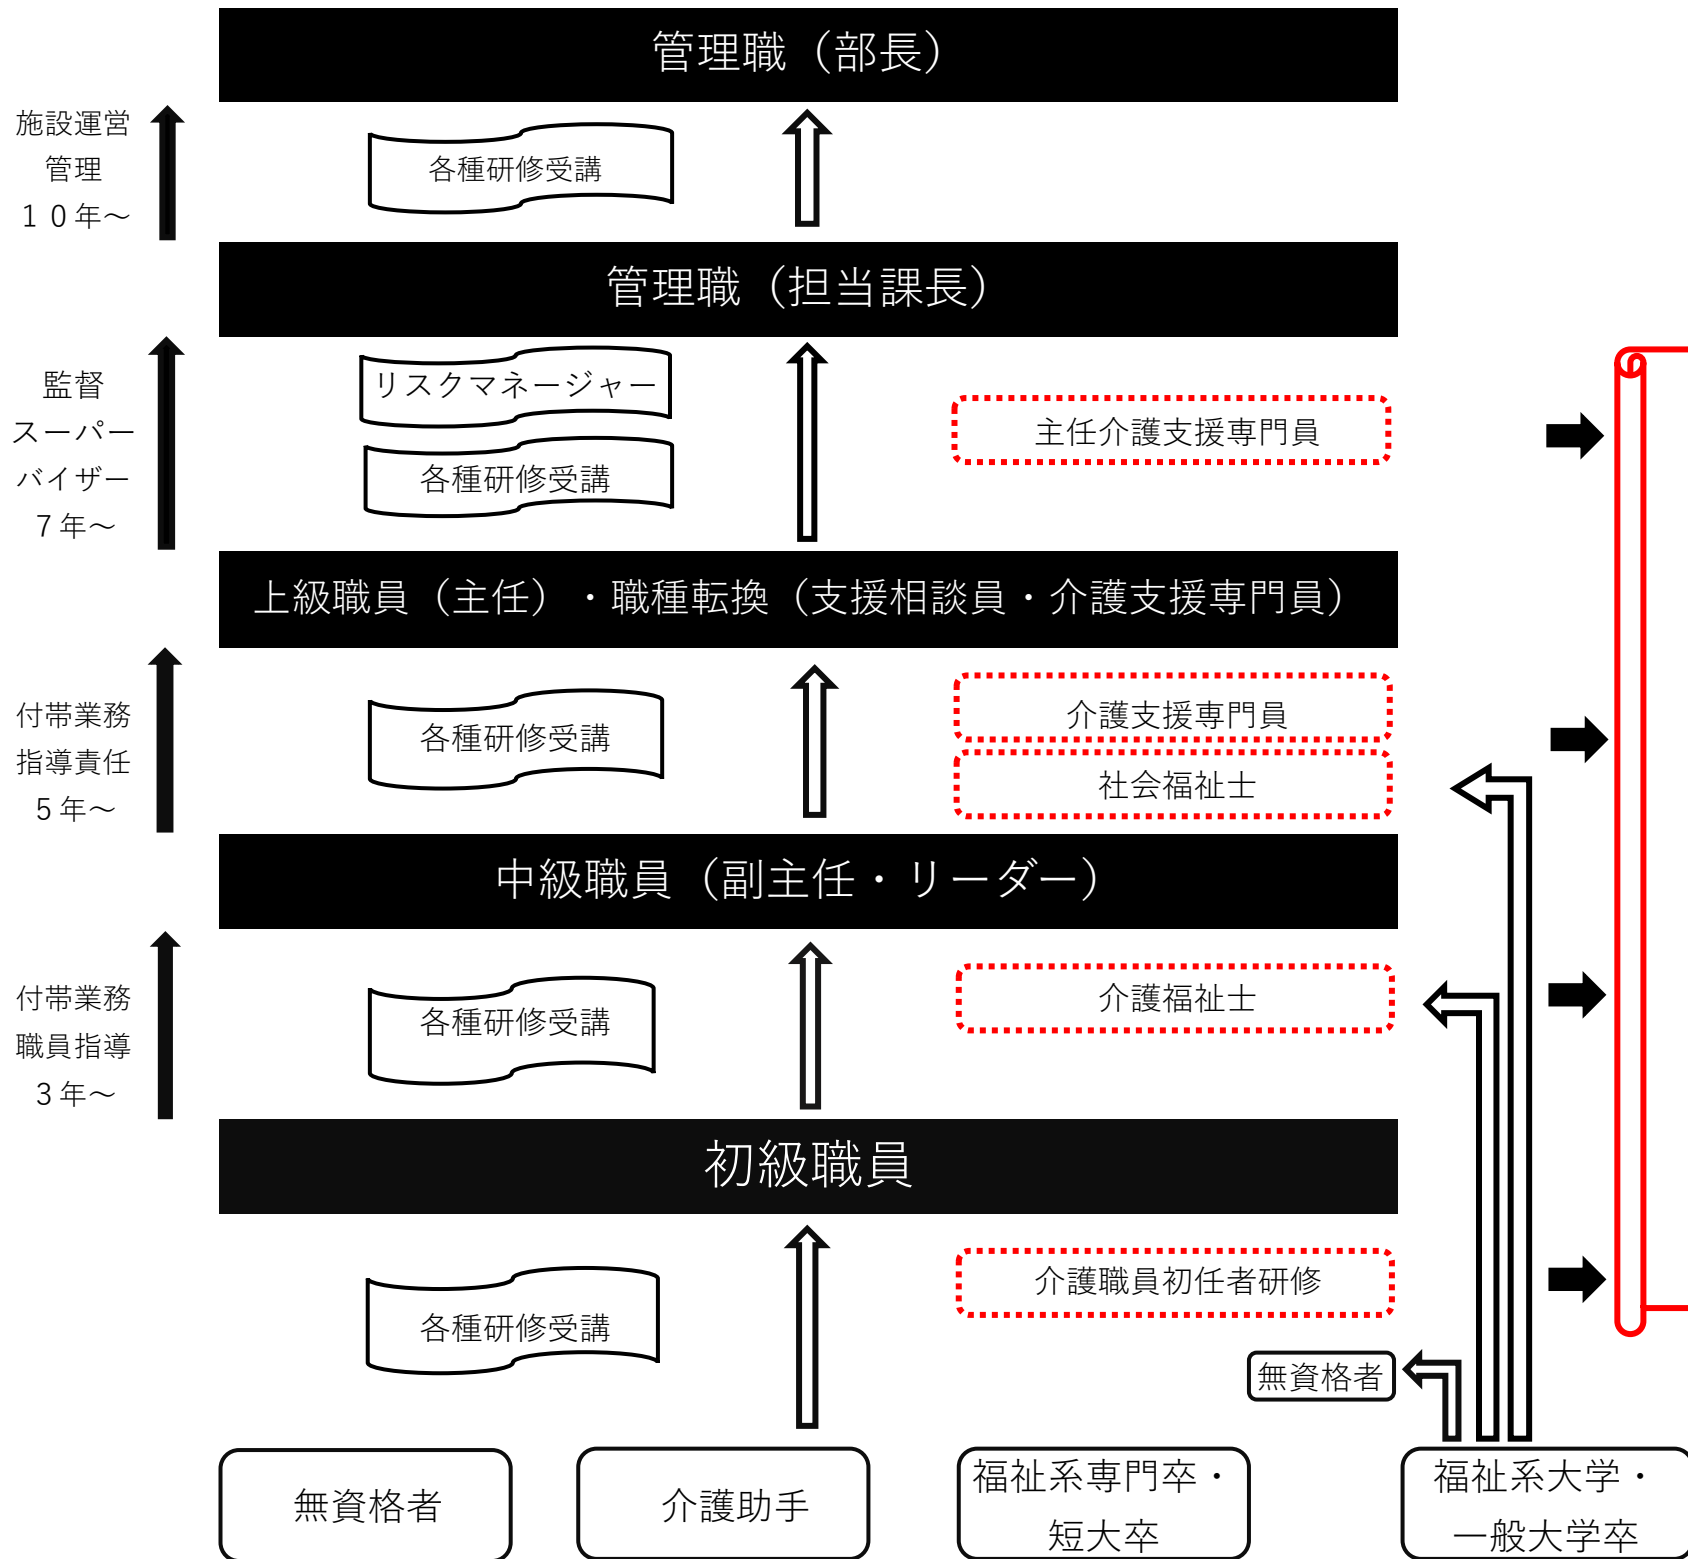 管理職（部長）
施設運営
管理
１０年～
各種研修受講
管理職（担当課長）
監督
スーパー
バイザー
７年～
リスクマネージャー
各種研修受講
主任介護支援専門員
上級職員（主任）・職種転換（支援相談員・介護支援専門員）
付帯業務
指導責任
５年～
各種研修受講
介護支援専門員
社会福祉士
中級職員（副主任・リーダー）
付帯業務
職員指導
３年～
各種研修受講
介護福祉士
初級職員
各種研修受講
介護職員初任者研修
無資格者
無資格者
介護助手
福祉系専門卒・
短大卒
福祉系大学・
一般大学卒